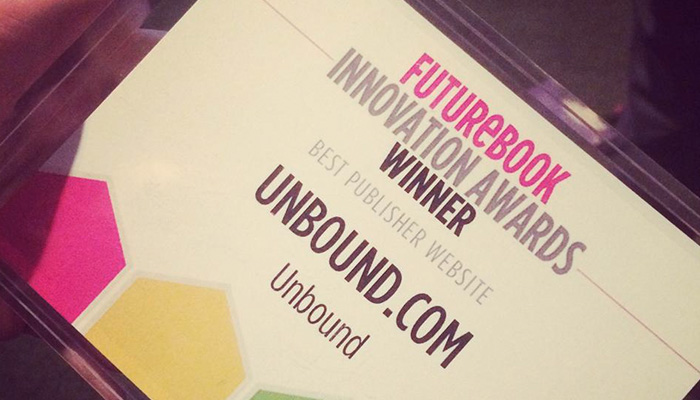 FUTUReBOOK
INNOVATION AWARDS
WINNER
BEST PUBLISHER WEBSITE
UNBOUND.COM
Unbound